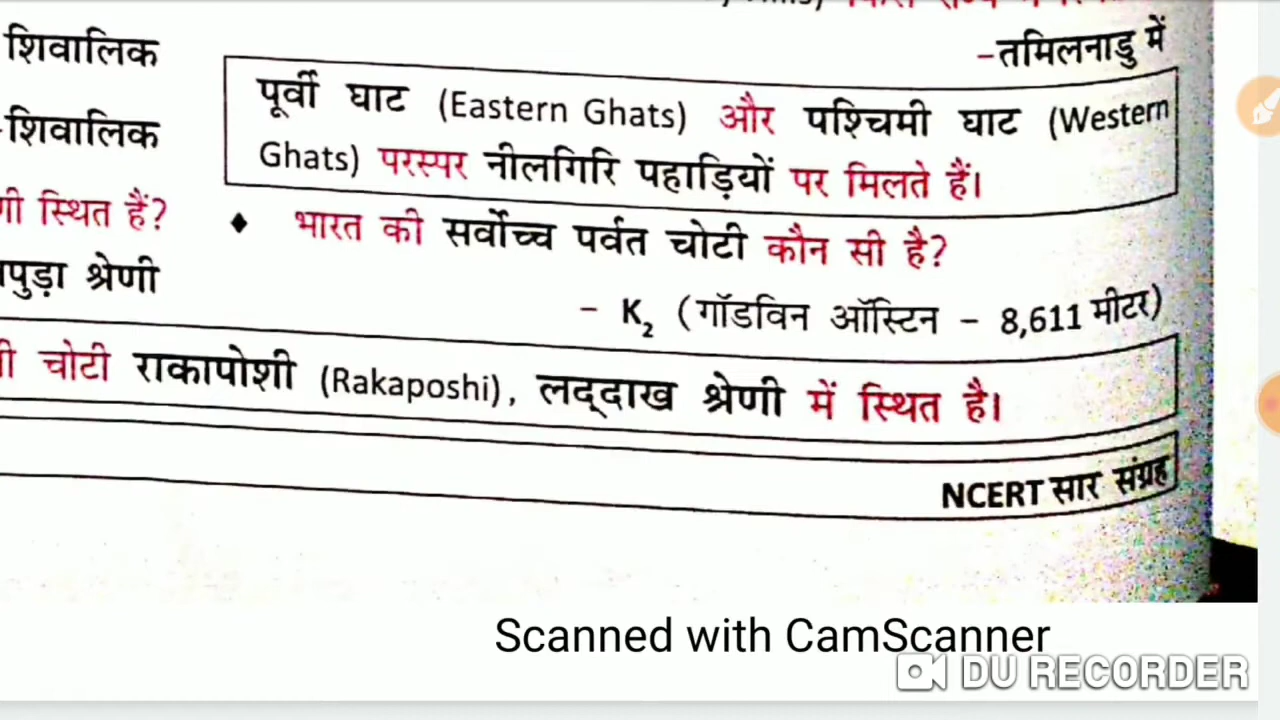 शिवालिक
-शिवालिक
स्थित हैं?
श्रेणी
-तमिलनाडु में
पूर्वी घाट (Eastern Ghats) और पश्चिमी घाट (Western
Ghats) परस्पर नीलगिरि पहाड़ियों पर मिलते हैं।
♦ भारत की सर्वोच्च पर्वत चोटी कौन सी है?
– K₂ (गॉडविन ऑस्टिन – 8,611 मीटर)
चोटी राकापोशी (Rakaposhi), लद्दाख श्रेणी में स्थित है।
NCERT सार संग्रह
Scanned with CamScanner
DU RECORDER